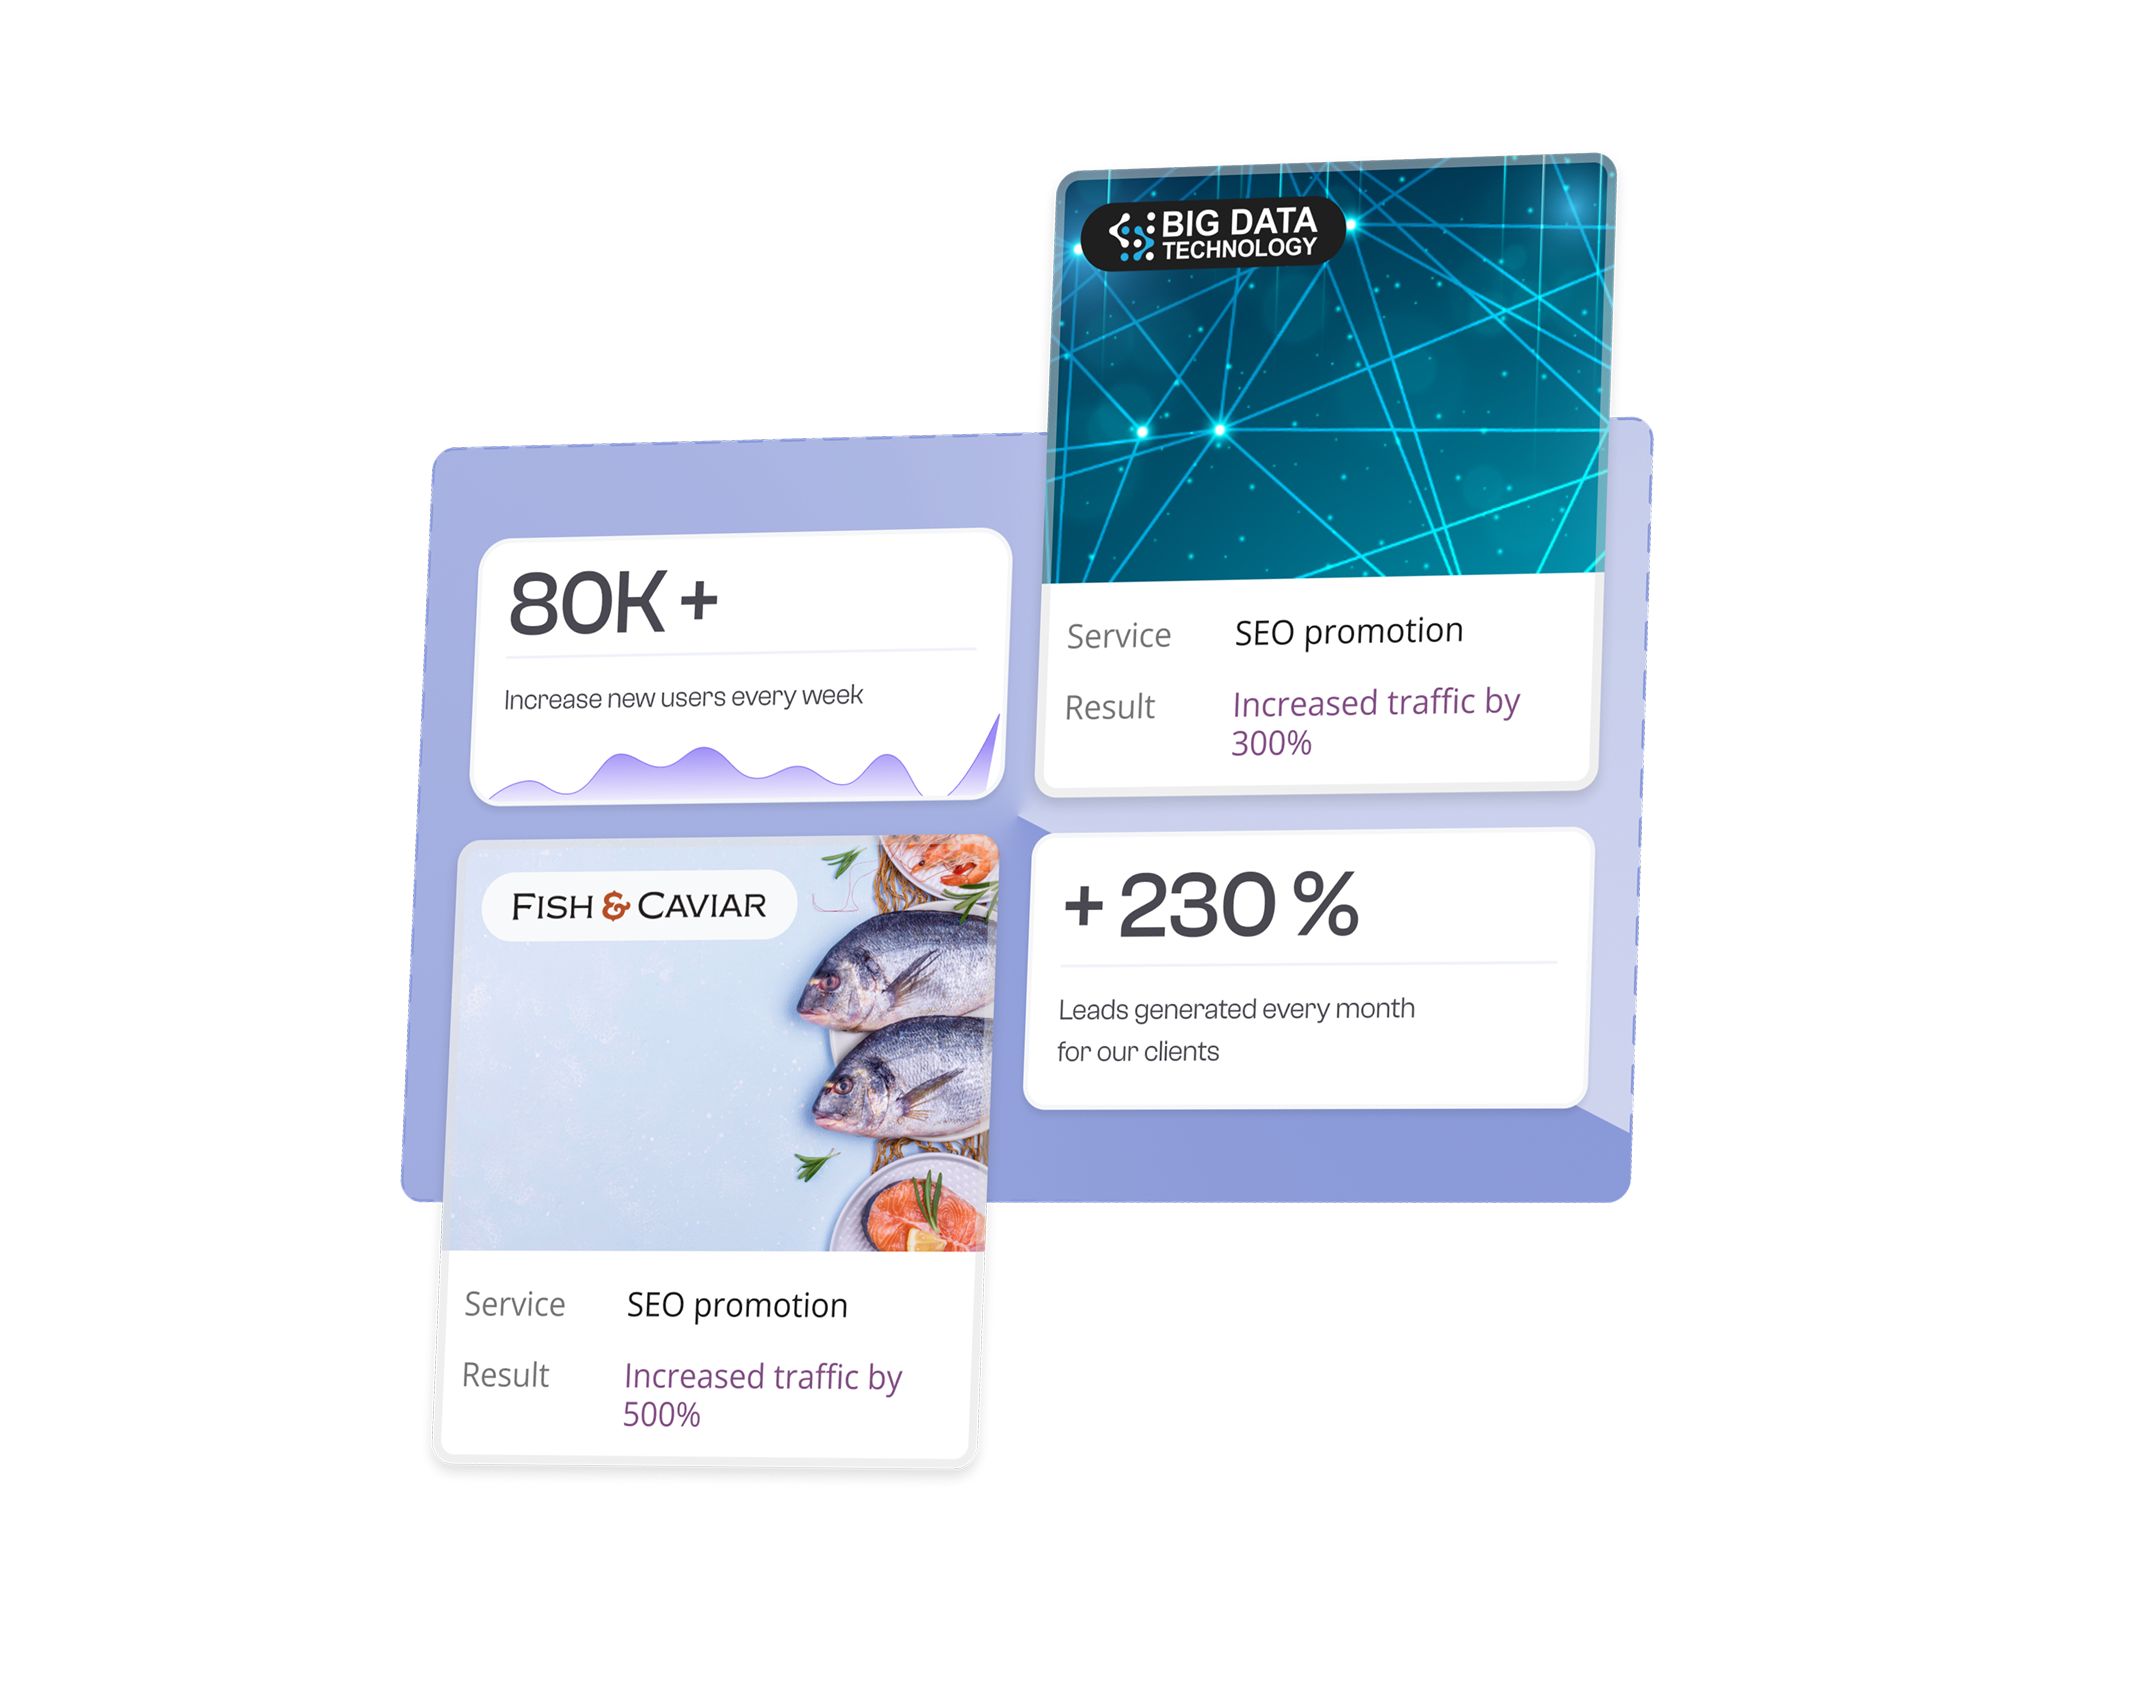 BIG DATA
TECHNOLOGY
Service SEO promotion
Result Increased traffic by
300%
80K+
Increase new users every week
FISH & CAVIAR
Service SEO promotion
Result Increased traffic by
500%
+230%
Leads generated every month
for our clients